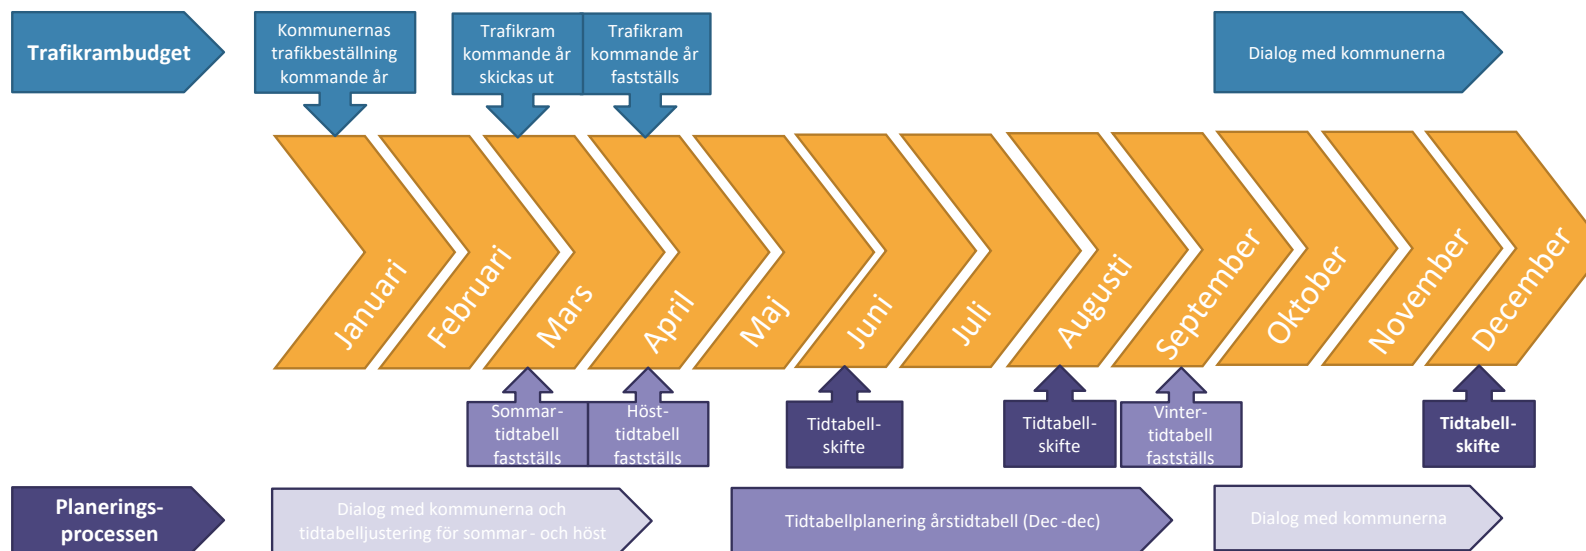 Trafikrambudget
Kommunernas
trafikbeställning
kommande år
Trafikram
kommande år
skickas ut
Trafikram
kommande år
fastställs
Dialog med kommunerna
Januari
Februari
Mars
April
Maj
Juni
Juli
Augusti
September
Oktober
November
December
Sommar-
tidtabell
fastställs
Höst-
tidtabell
fastställs
Tidtabell-
skifte
Tidtabell-
skifte
Vinter-
tidtabell
fastställs
Tidtabell-
skifte
Planerings-
processen
Dialog med kommunerna och
tidtabelljustering för sommar - och höst
Tidtabellplanering årstidtabell (Dec -dec)
Dialog med kommunerna